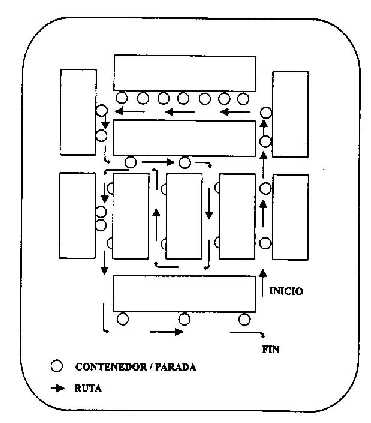 INICIO
FIN
CONTENEDOR / PARADA
RUTA